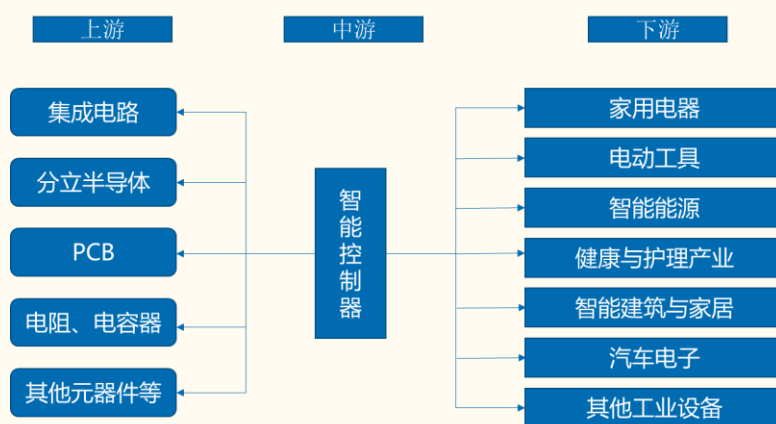 上游
中游
下游
集成电路
分立半导体
PCB
电阻、电容器
其他元器件等
智能控制器
家用电器
电动工具
智能能源
健康与护理产业
智能建筑与家居
汽车电子
其他工业设备